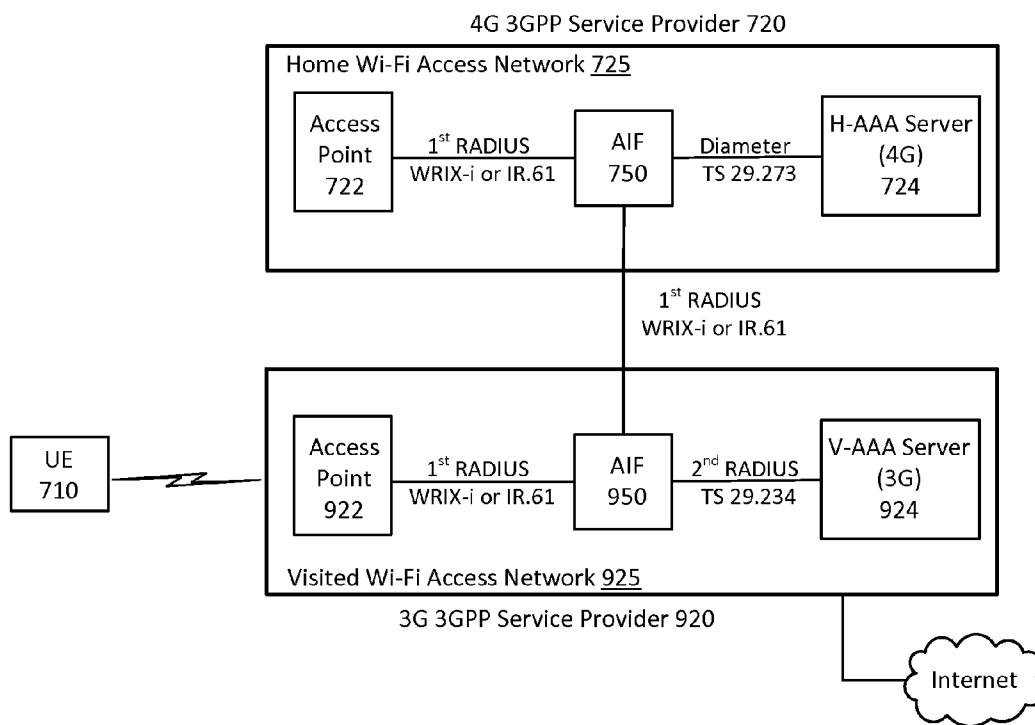 4G 3GPP Service Provider 720
Home Wi-Fi Access Network 725
Access
Point
722
1st RADIUS
WRIX-i or IR.61
AIF
750
Diameter
TS 29.273
H-AAA Server
(4G)
724
1st RADIUS
WRIX-i or IR.61
UE
710
Access
Point
922
1st RADIUS
WRIX-i or IR.61
AIF
950
2nd RADIUS
TS 29.234
V-AAA Server
(3G)
924
Visited Wi-Fi Access Network 925
3G 3GPP Service Provider 920
Internet